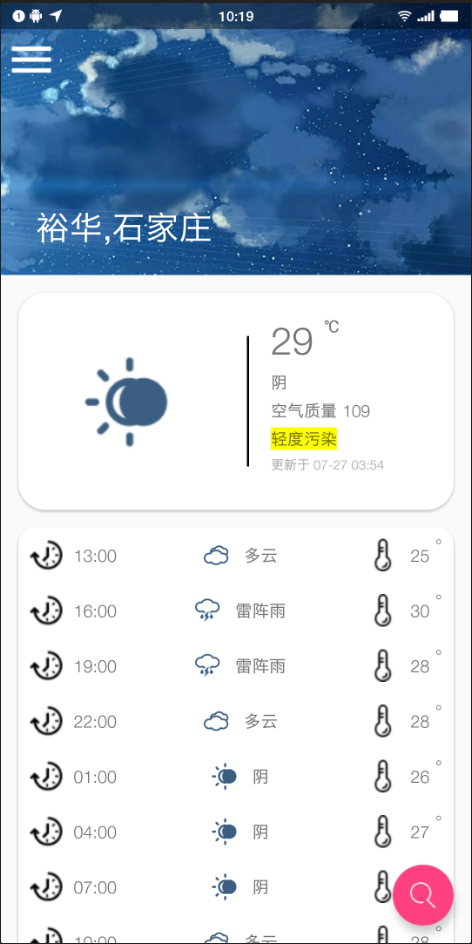 10:19
裕华,石家庄
29 ℃
阴
空气质量 109
轻度污染
更新于 07-27 03:54
13:00 多云 25 °
16:00 雷阵雨 30 °
19:00 雷阵雨 28 °
22:00 多云 28 °
01:00 阴 26 °
04:00 阴 27 °
07:00 阴
10:00 多云 28